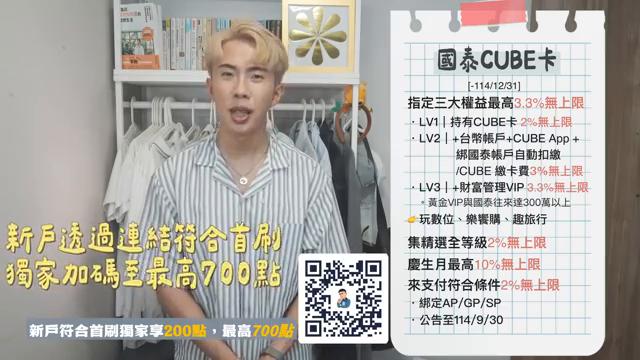 國泰CUBE卡
[-114/12/31]
指定三大權益最高3.3%無上限
·LV1｜持有CUBE卡 2%無上限
·LV2｜+台幣帳戶+CUBE App +
綁國泰帳戶自動扣繳
/CUBE 繳卡費3%無上限
·LV3｜+財富管理VIP 3.3%無上限
*黃金VIP與國泰往來達300萬以上
👉玩數位、樂饗購、趣旅行
集精選全等級2%無上限
慶生月最高10%無上限
來支付符合條件2%無上限
·綁定AP/GP/SP
·公告至114/9/30
新戶透過連結符合首刷
獨家加碼至最高700點
新戶符合首刷獨家享200點，最高700點